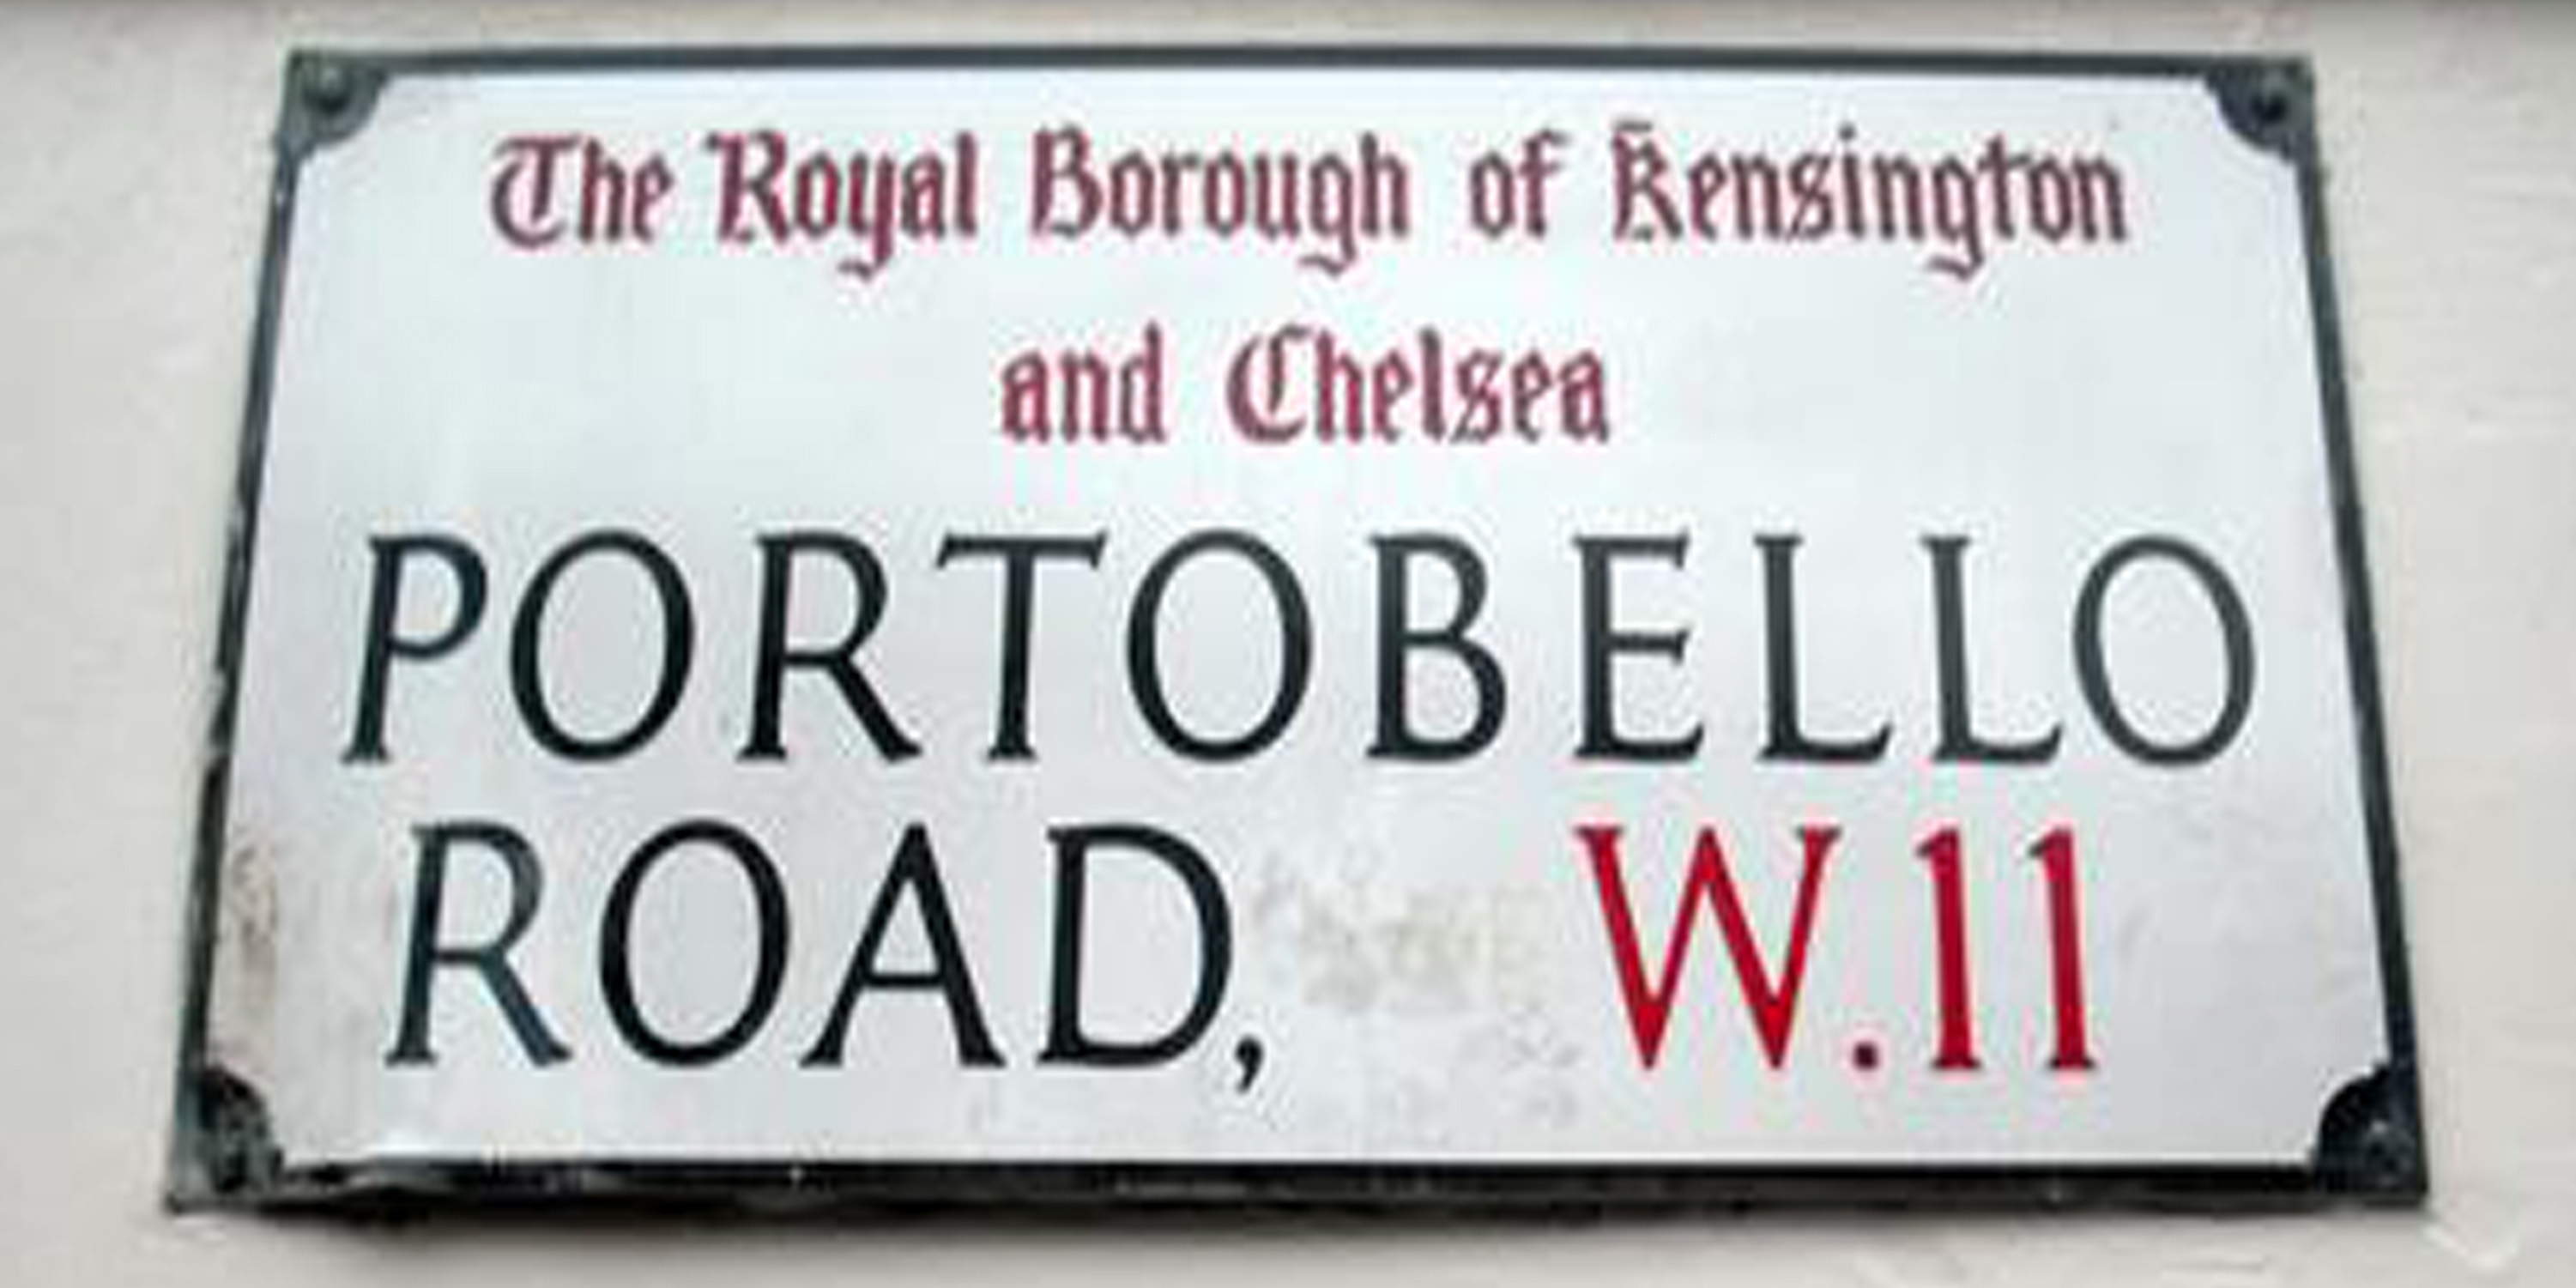 The Royal Borough of Kensington
and Chelsea
PORTOBELLO
ROAD, W.11